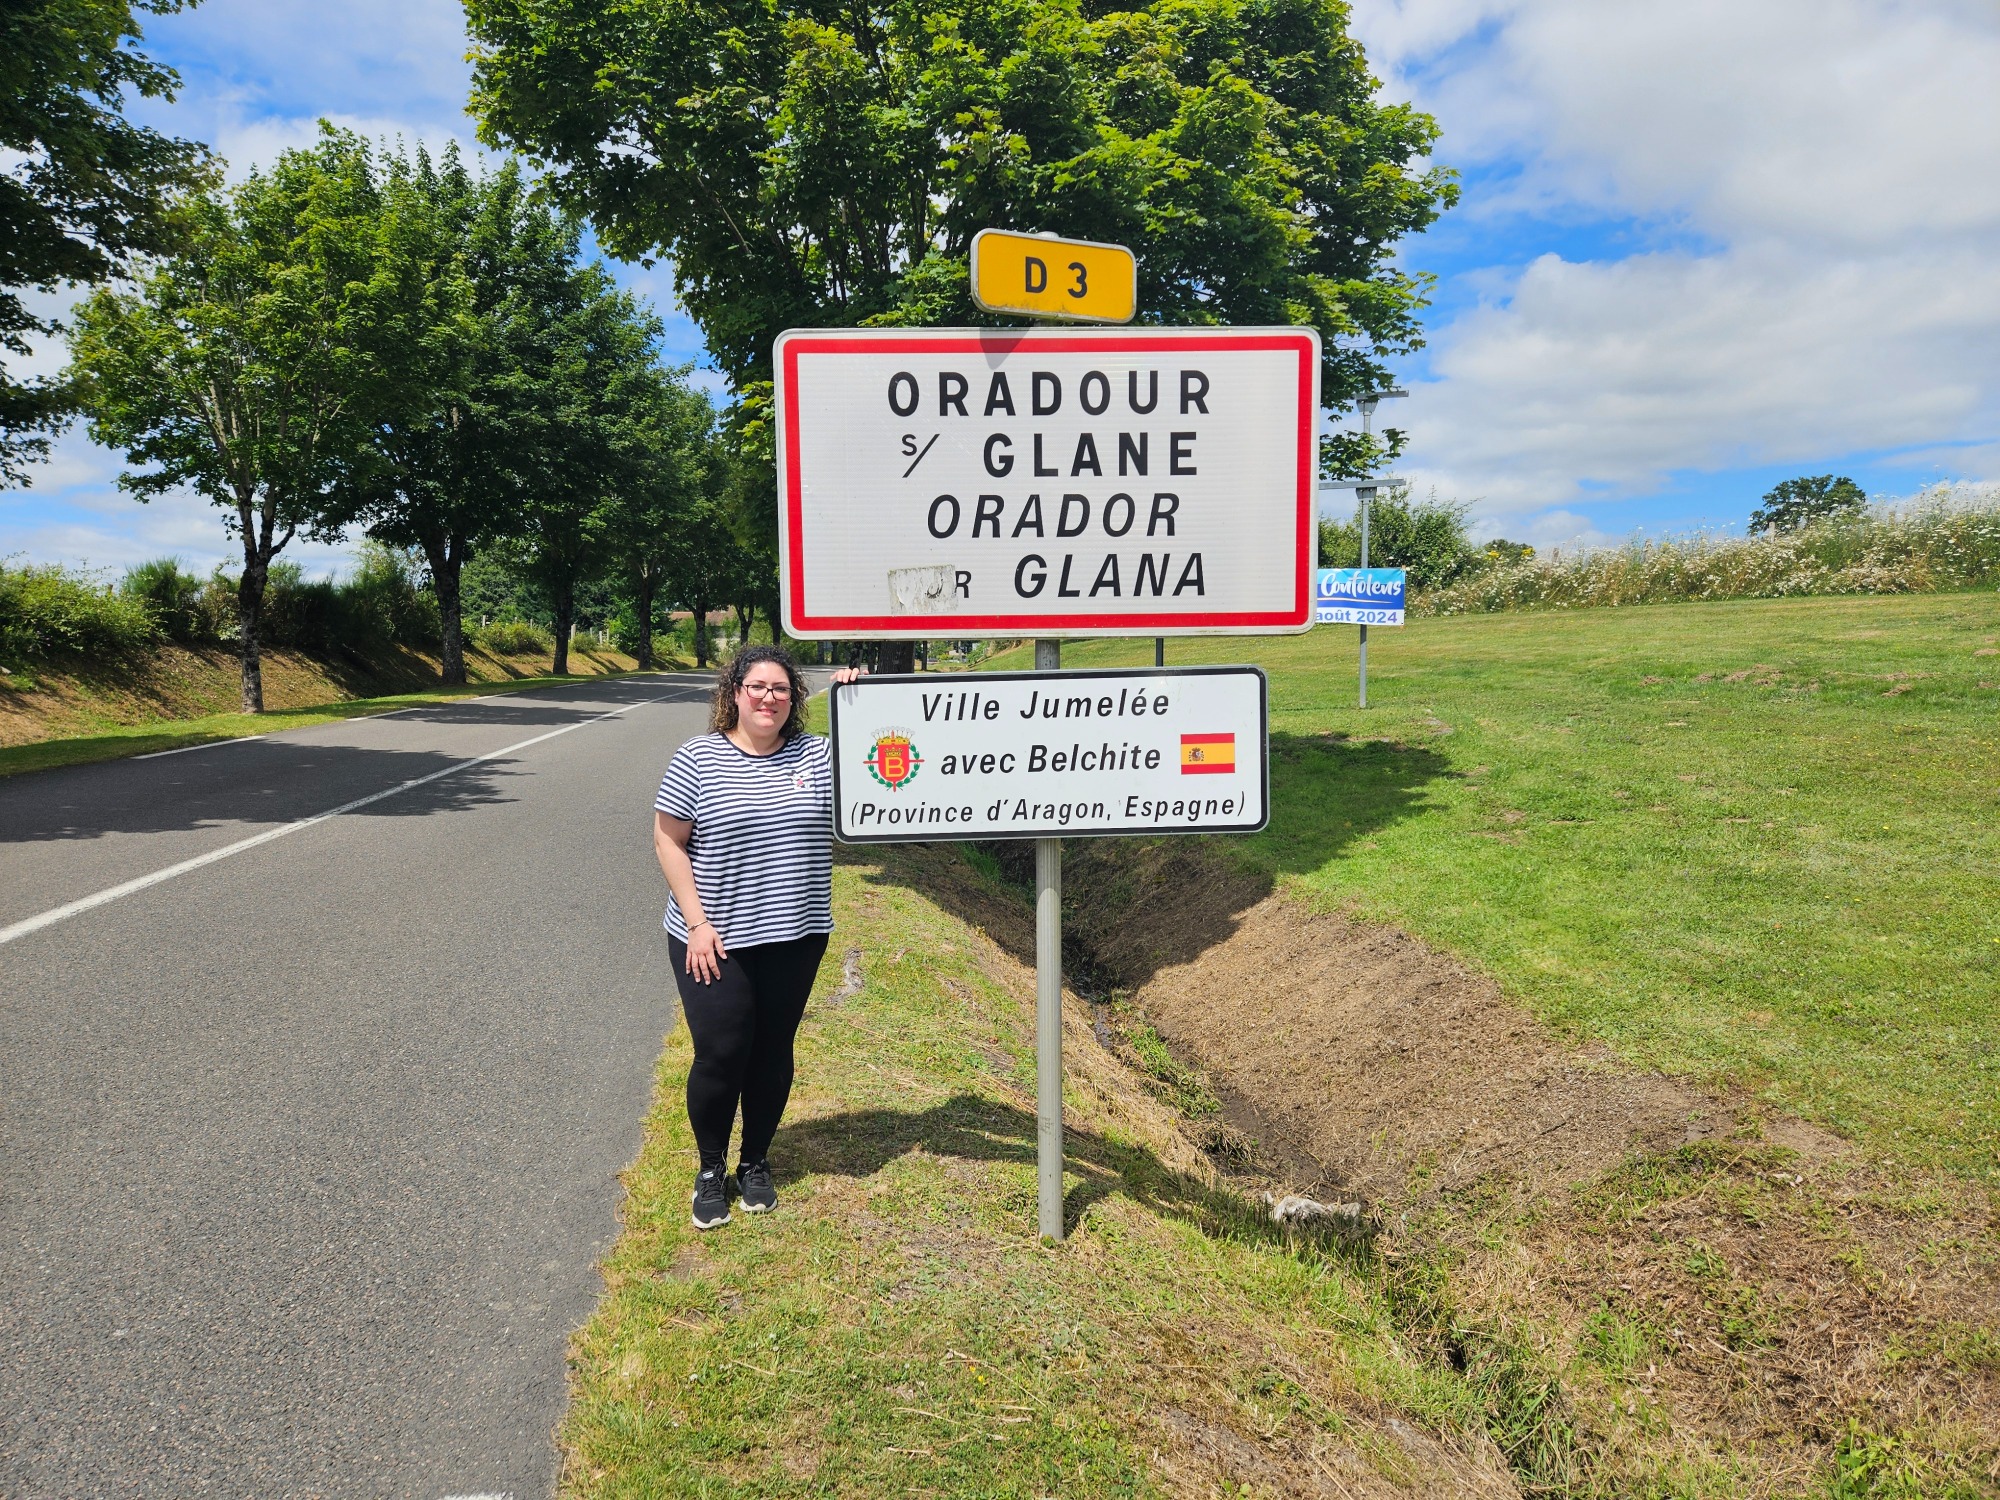 D 3
ORADOUR
s/ GLANE
ORADOR
GLANA
Confolens
août 2024
Ville Jumelée
B
avec Belchite
(Province d'Aragon, Espagne)